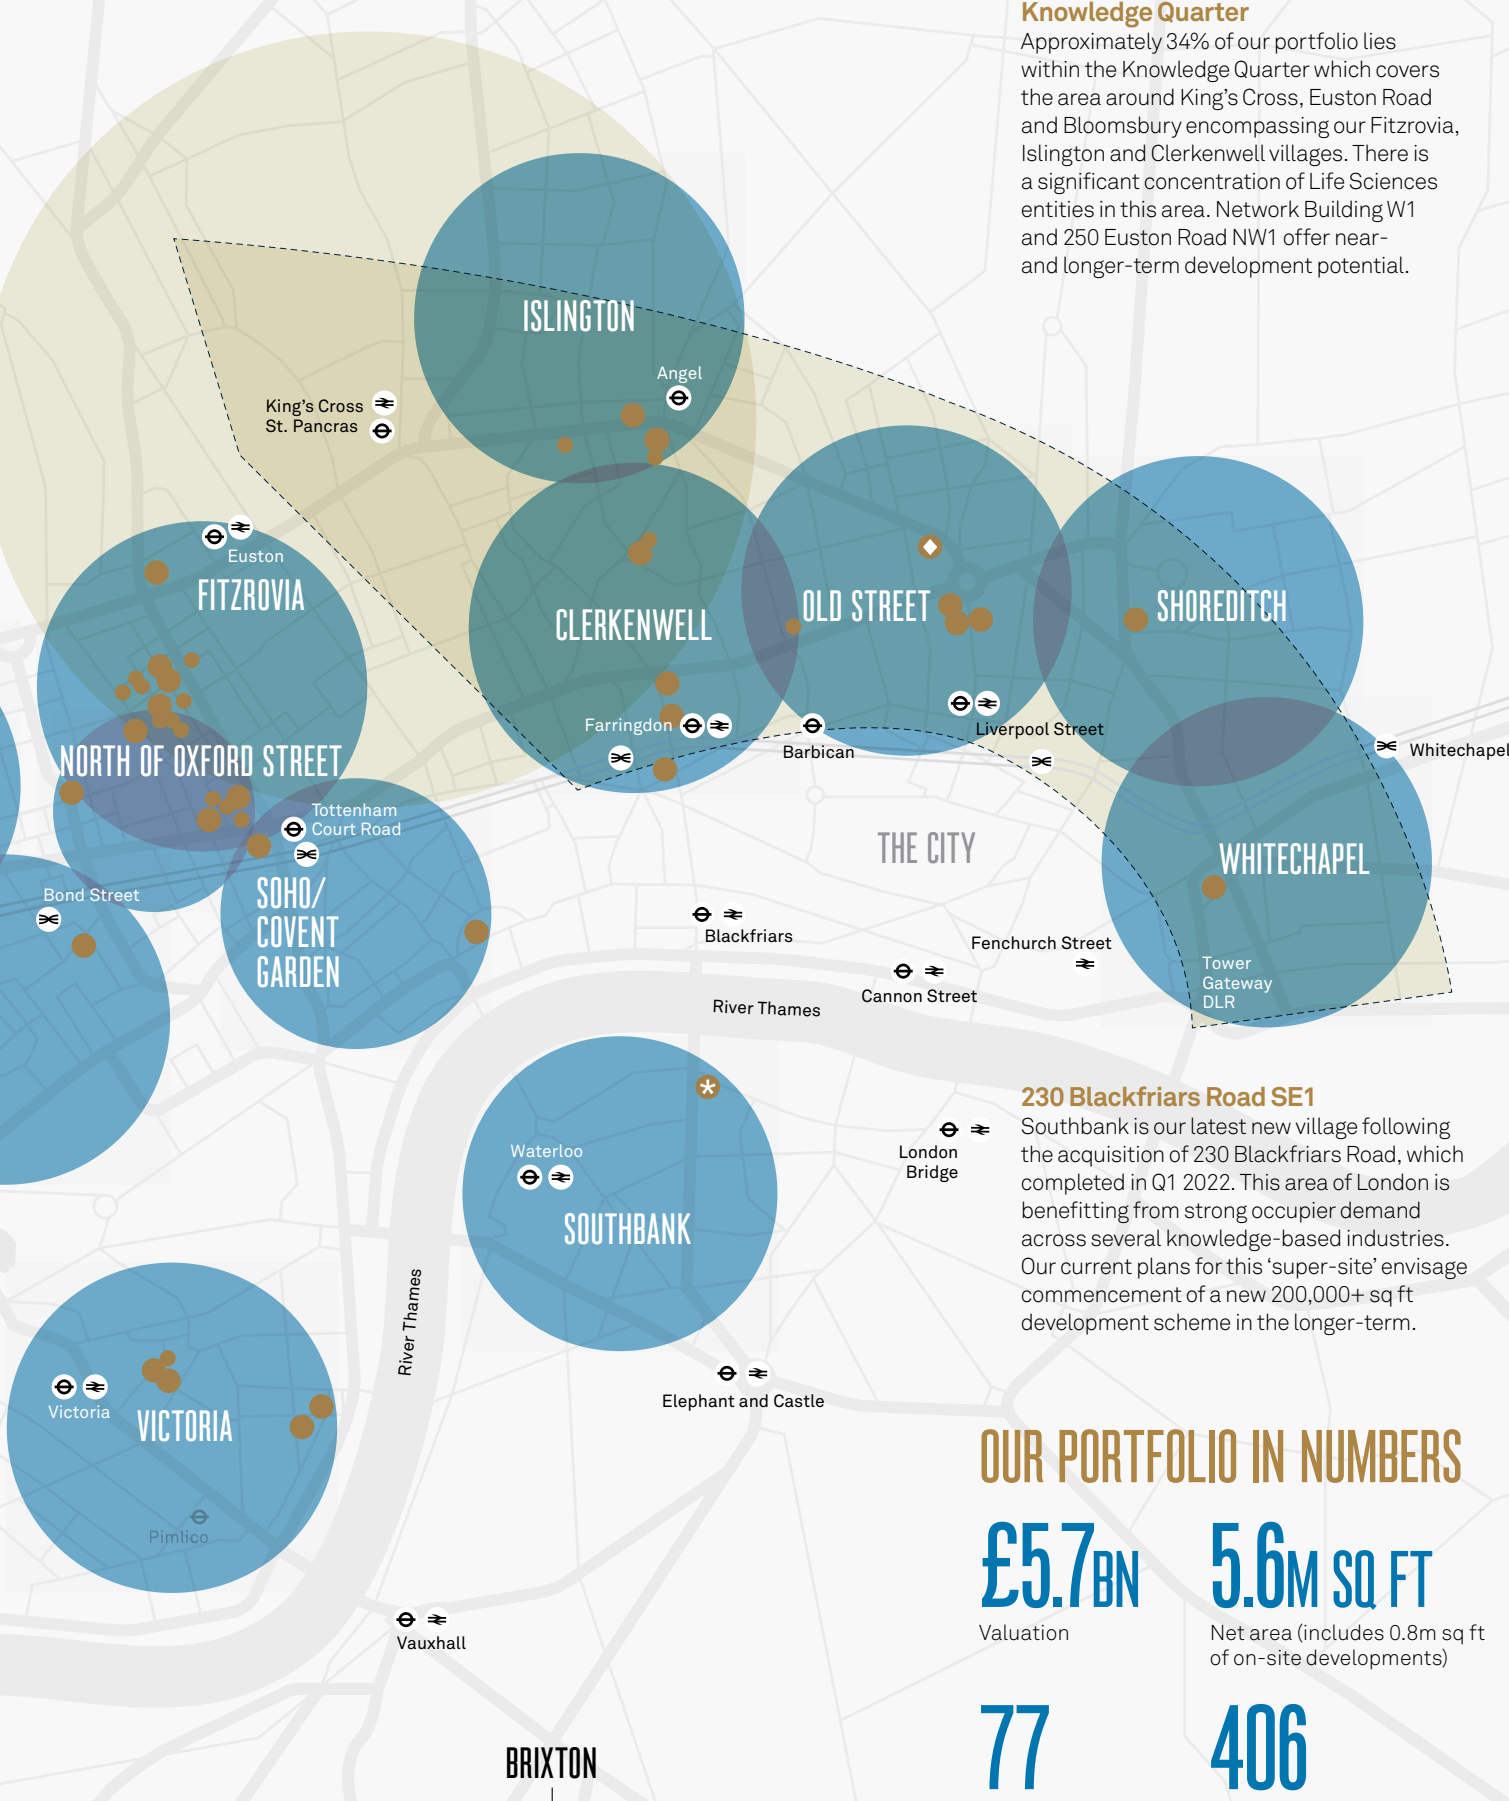 Knowledge Quarter
Approximately 34% of our portfolio lies
within the Knowledge Quarter which covers
the area around King's Cross, Euston Road
and Bloomsbury encompassing our Fitzrovia,
Islington and Clerkenwell villages. There is
a significant concentration of Life Sciences
entities in this area. Network Building W1
and 250 Euston Road NW1 offer near-
and longer-term development potential.
ISLINGTON
Angel
King's Cross
St. Pancras
Euston
FITZROVIA
CLERKENWELL
OLD STREET
SHOREDITCH
Farringdon
Barbican
Liverpool Street
Whitechapel
NORTH OF OXFORD STREET
Tottenham
Court Road
THE CITY
WHITECHAPEL
Bond Street
SOHO/
COVENT
GARDEN
Blackfriars
Fenchurch Street
Cannon Street
Tower
Gateway
DLR
River Thames
230 Blackfriars Road SE1
Southbank is our latest new village following
the acquisition of 230 Blackfriars Road, which
completed in Q1 2022. This area of London is
benefitting from strong occupier demand
across several knowledge-based industries.
Our current plans for this ‘super-site’ envisage
commencement of a new 200,000+ sq ft
development scheme in the longer-term.
London
Bridge
Waterloo
SOUTHBANK
River Thames
Elephant and Castle
Victoria
VICTORIA
Pimlico
Vauxhall
BRIXTON
OUR PORTFOLIO IN NUMBERS
£5.7BN
Valuation
5.6M SQ FT
Net area (includes 0.8m sq ft
of on-site developments)
77
406